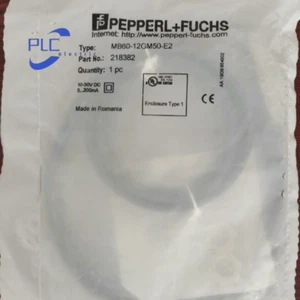 PLC
electric
PEPPERL+FUCHS
Internet: http://www.pepperl-fuchs.com
Type: MB60-12GM50-E2
Part No.: 218382
Quantity: 1 pc
10-30V DC
0...200mA
Enclosure Type 1
Made in Romania